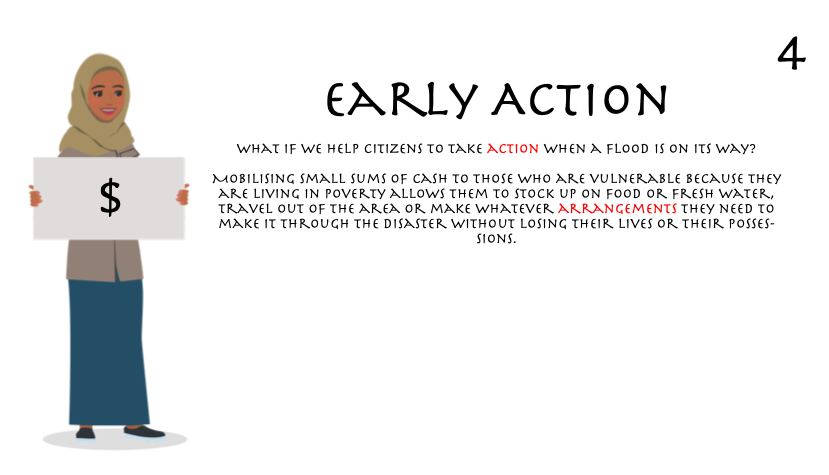 4
EARLY ACTION
WHAT IF WE HELP CITIZENS TO TAKE ACTION WHEN A FLOOD IS ON ITS WAY?
MOBILISING SMALL SUMS OF CASH TO THOSE WHO ARE VULNERABLE BECAUSE THEY
ARE LIVING IN POVERTY ALLOWS THEM TO STOCK UP ON FOOD OR FRESH WATER,
TRAVEL OUT OF THE AREA OR MAKE WHATEVER ARRANGEMENTS THEY NEED TO
MAKE IT THROUGH THE DISASTER WITHOUT LOSING THEIR LIVES OR THEIR POSSES-
SIONS.
$